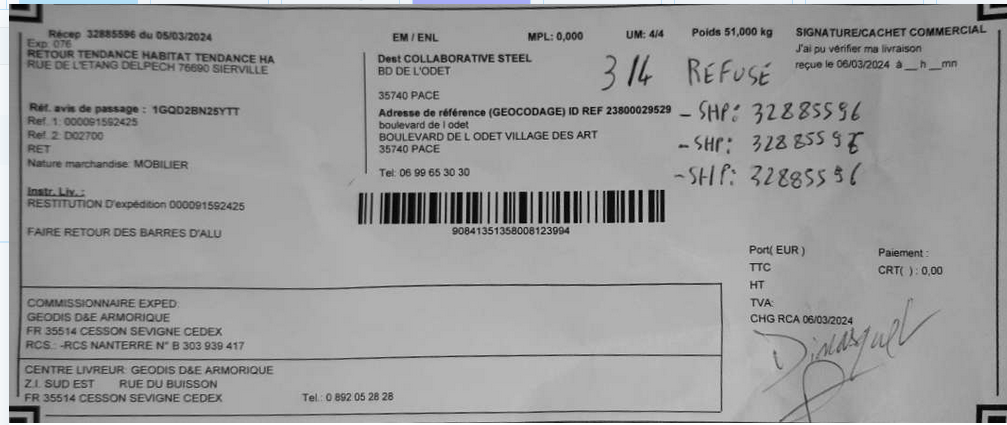 Récep 32885596 du 05/03/2024
Exp. 076
RETOUR TENDANCE HABITAT TENDANCE HA
RUE DE L'ETANG DELPECH 76690 SIERVILLE
Réf. avis de passage : 1GQD2BN25YTT
Ref. 1: 000091592425
Ref. 2: D02700
RET
Nature marchandise: MOBILIER
Instr. Liv. :
RESTITUTION D'expédition 000091592425
FAIRE RETOUR DES BARRES D'ALU
EM / ENL MPL: 0,000 UM: 4/4 Poids 51,000 kg
Dest COLLABORATIVE STEEL
BD DE L'ODET
35740 PACE
Adresse de référence (GEOCODAGE) ID REF 23800029529
boulevard de l odet
BOULEVARD DE L ODET VILLAGE DES ART
35740 PACE
Tel: 06 99 65 30 30
90841351358008123994
3/4 REFUSÉ
- SHP: 32885596
- SHP: 32885596
- SHP: 32885596
SIGNATURE/CACHET COMMERCIAL
J'ai pu vérifier ma livraison
reçue le 06/03/2024 à __ h __ mn
Port( EUR )
TTC
HT
TVA:
CHG RCA 06/03/2024
Paiement :
CRT( ) : 0,00
COMMISSIONNAIRE EXPED:
GEODIS D&E ARMORIQUE
FR 35514 CESSON SEVIGNE CEDEX
RCS.: -RCS NANTERRE N° B 303 939 417
CENTRE LIVREUR: GEODIS D&E ARMORIQUE
Z.I. SUD EST RUE DU BUISSON
FR 35514 CESSON SEVIGNE CEDEX Tel.: 0 892 05 28 28